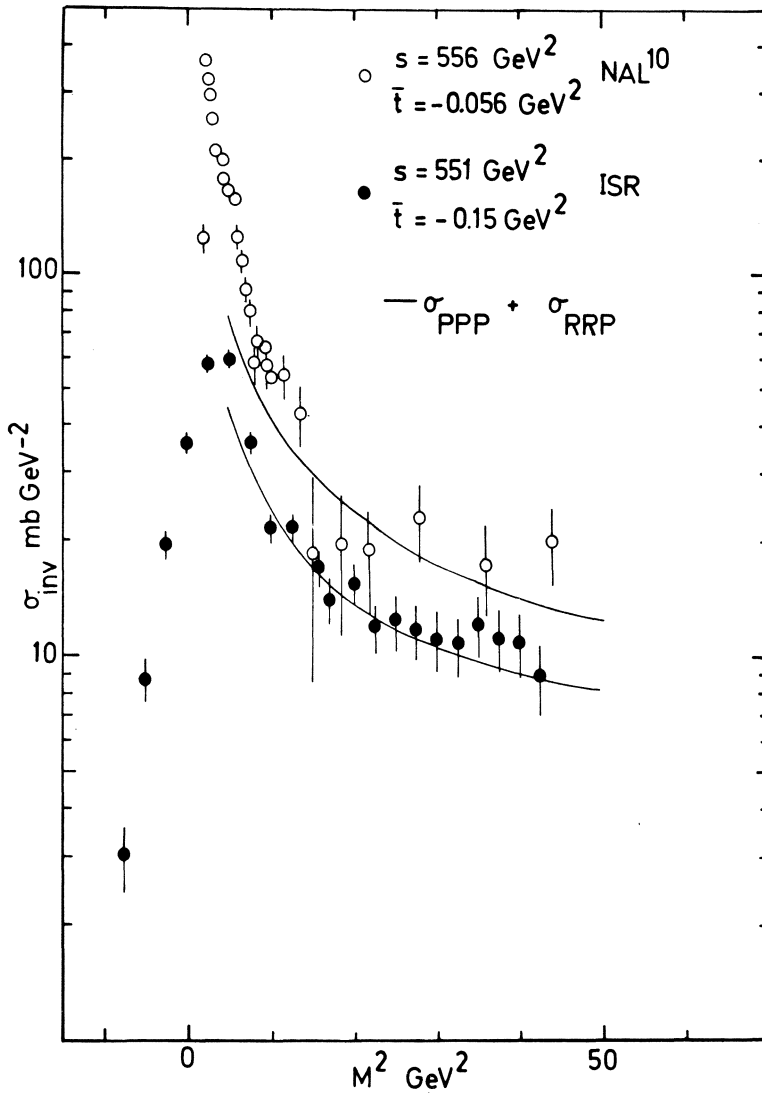 s = 556 GeV² NAL¹⁰
t̄ = -0.056 GeV²
s = 551 GeV² ISR
t̄ = -0.15 GeV²
— σPPP + σRRP
100
10
σinv mb GeV⁻²
0 50
M² GeV²